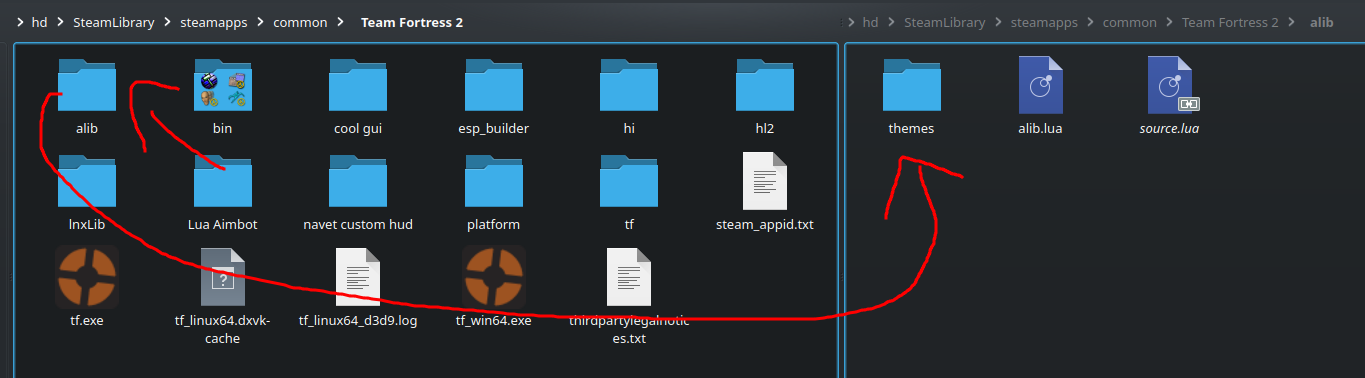 hd SteamLibrary steamapps common Team Fortress 2
hd SteamLibrary steamapps common Team Fortress 2 alib
alib bin cool gui esp_builder hi hl2
themes alib.lua source.lua
lnxLib Lua Aimbot navet custom hud platform tf steam_appid.txt
tf.exe tf_linux64.dxvk- tf_linux64_d3d9.log tf_win64.exe thirdpartylegalnotic
cache es.txt